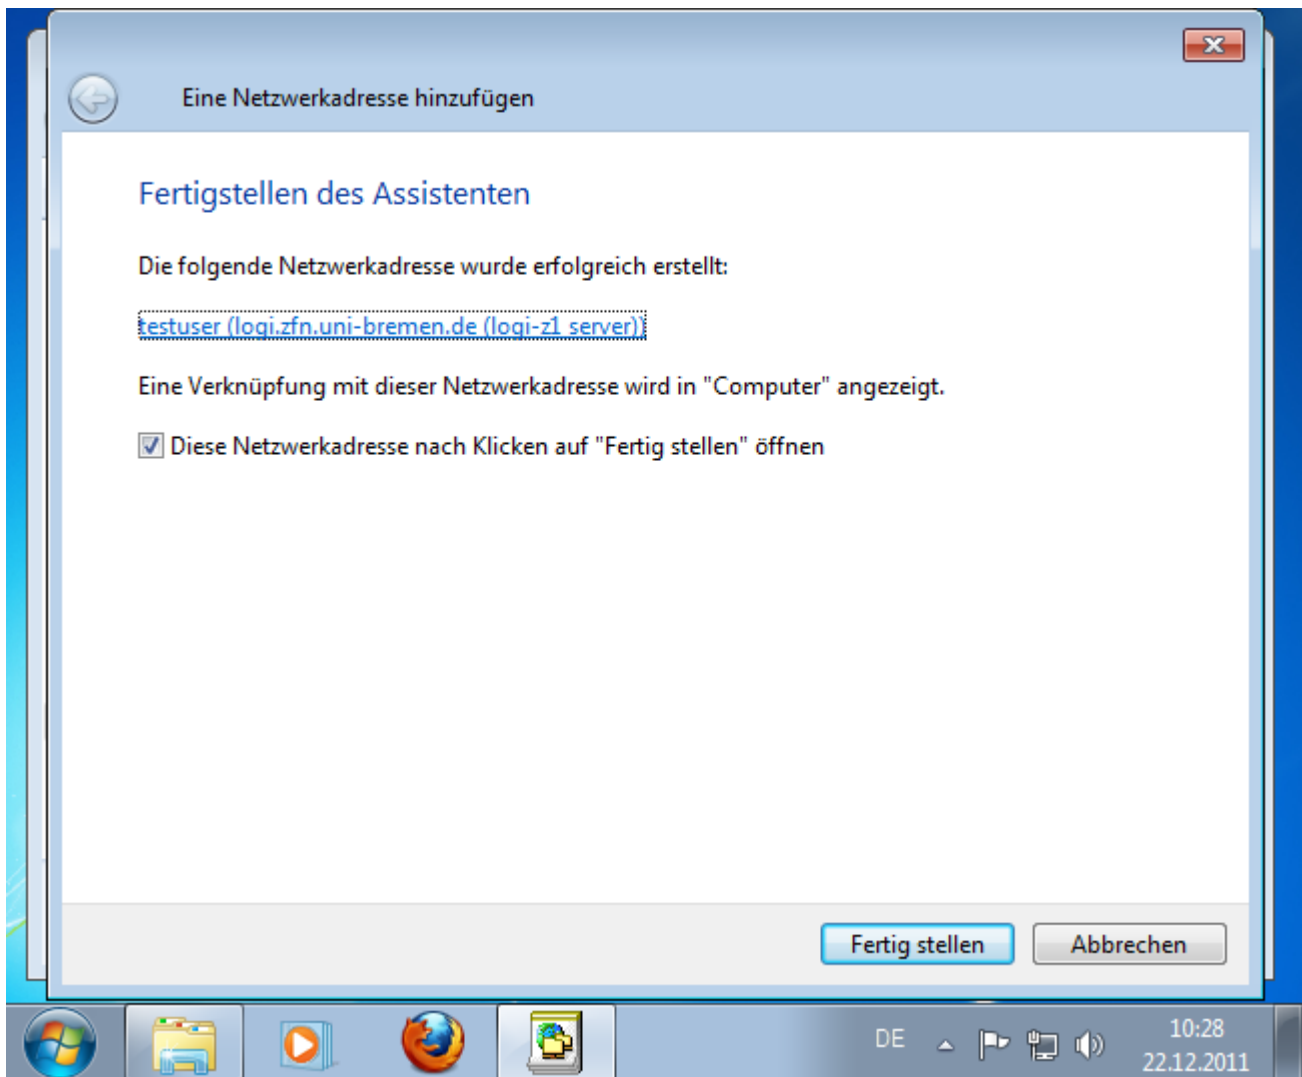 Eine Netzwerkadresse hinzufügen
Fertigstellen des Assistenten
Die folgende Netzwerkadresse wurde erfolgreich erstellt:
testuser (logi.zfn.uni-bremen.de (logi-z1 server))
Eine Verknüpfung mit dieser Netzwerkadresse wird in "Computer" angezeigt.
Diese Netzwerkadresse nach Klicken auf "Fertig stellen" öffnen
Fertig stellen
Abbrechen
DE
10:28
22.12.2011